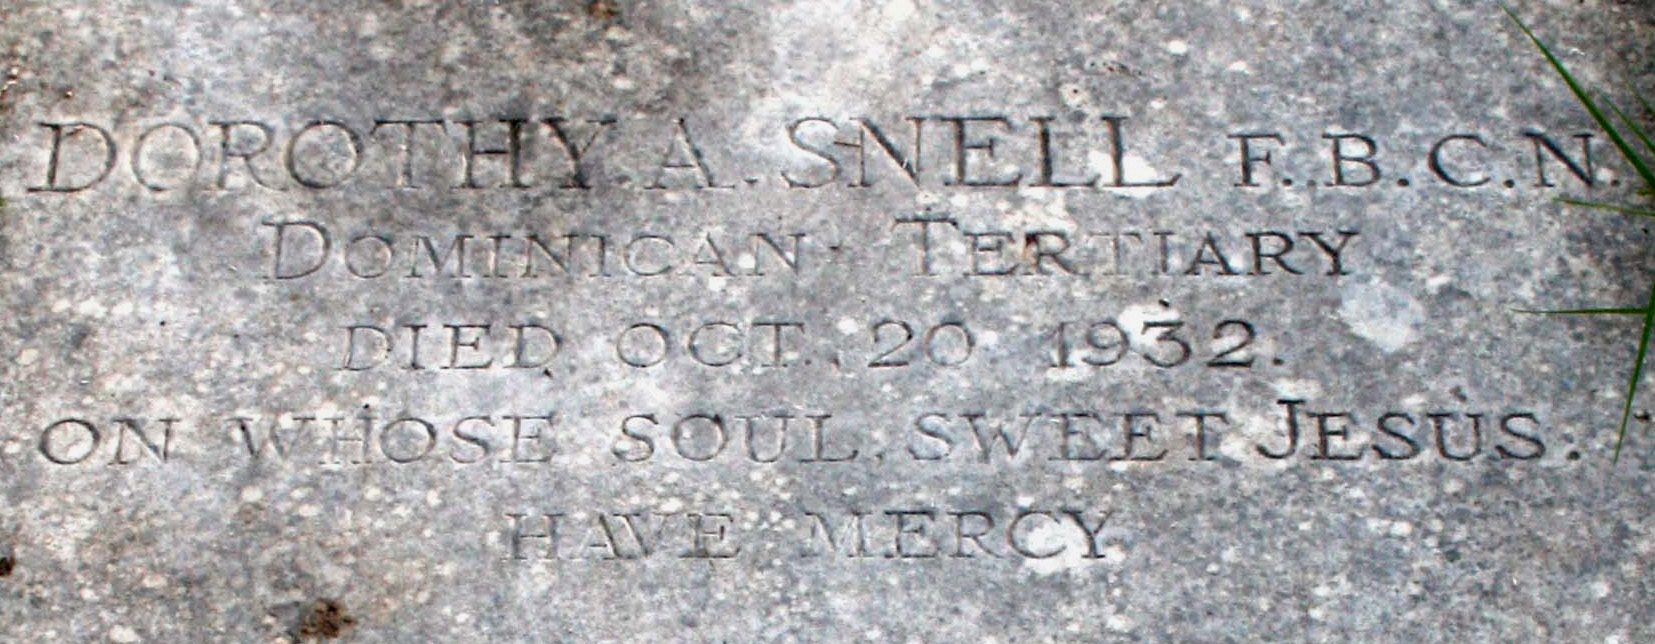 DOROTHY. A. SNELL F.B.C.N.
DOMINICAN TERTIARY
DIED OCT. 20 1932.
ON WHOSE SOUL, SWEET JESUS.
HAVE MERCY